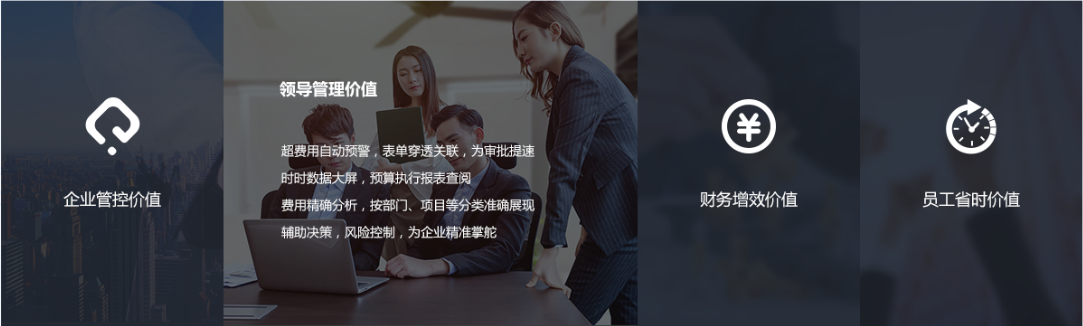 企业管控价值
领导管理价值
超费用自动预警，表单穿透关联，为审批提速
时时数据大屏，预算执行报表查阅
费用精确分析，按部门、项目等分类准确展现
辅助决策，风险控制，为企业精准掌舵
财务增效价值
员工省时价值